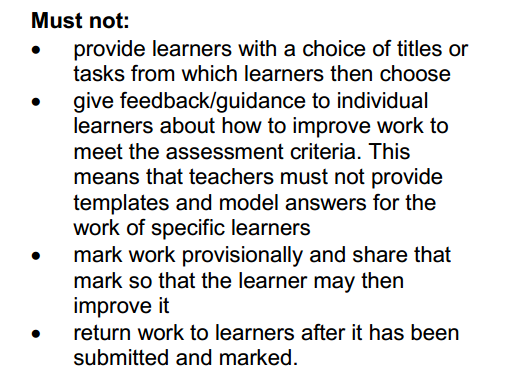 Must not:
• provide learners with a choice of titles or
tasks from which learners then choose
• give feedback/guidance to individual
learners about how to improve work to
meet the assessment criteria. This
means that teachers must not provide
templates and model answers for the
work of specific learners
• mark work provisionally and share that
mark so that the learner may then
improve it
• return work to learners after it has been
submitted and marked.